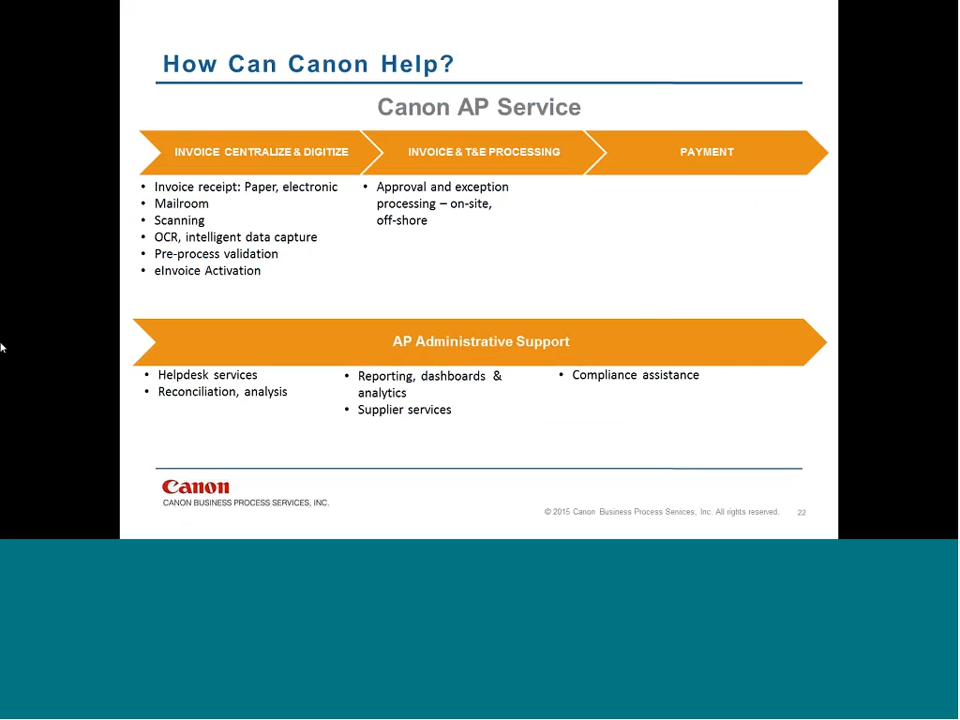 How Can Canon Help?
Canon AP Service
INVOICE CENTRALIZE & DIGITIZE
INVOICE & T&E PROCESSING
PAYMENT
• Invoice receipt: Paper, electronic
• Mailroom
• Scanning
• OCR, intelligent data capture
• Pre-process validation
• eInvoice Activation
• Approval and exception
processing – on-site,
off-shore
AP Administrative Support
• Helpdesk services
• Reconciliation, analysis
• Reporting, dashboards &
analytics
• Supplier services
• Compliance assistance
Canon
CANON BUSINESS PROCESS SERVICES, INC.
© 2015 Canon Business Process Services, Inc. All rights reserved.
22